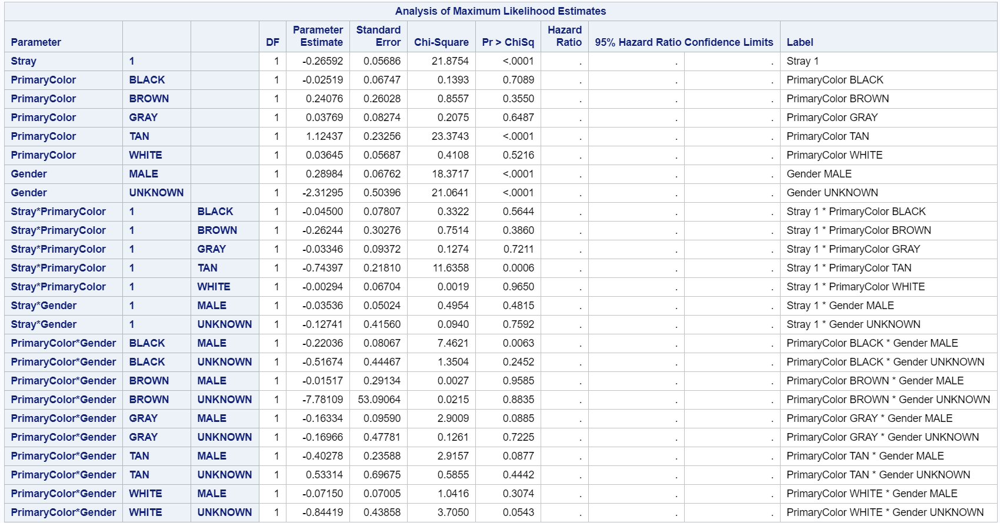 Analysis of Maximum Likelihood Estimates
Parameter DF Parameter Estimate Standard Error Chi-Square Pr > ChiSq Hazard Ratio 95% Hazard Ratio Confidence Limits Label
Stray 1 1 -0.26592 0.05686 21.8754 <.0001 . . . Stray 1
PrimaryColor BLACK 1 -0.02519 0.06747 0.1393 0.7089 . . . PrimaryColor BLACK
PrimaryColor BROWN 1 0.24076 0.26028 0.8557 0.3550 . . . PrimaryColor BROWN
PrimaryColor GRAY 1 0.03769 0.08274 0.2075 0.6487 . . . PrimaryColor GRAY
PrimaryColor TAN 1 1.12437 0.23256 23.3743 <.0001 . . . PrimaryColor TAN
PrimaryColor WHITE 1 0.03645 0.05687 0.4108 0.5216 . . . PrimaryColor WHITE
Gender MALE 1 0.28984 0.06762 18.3717 <.0001 . . . Gender MALE
Gender UNKNOWN 1 -2.31295 0.50396 21.0641 <.0001 . . . Gender UNKNOWN
Stray*PrimaryColor 1 BLACK 1 -0.04500 0.07807 0.3322 0.5644 . . . Stray 1 * PrimaryColor BLACK
Stray*PrimaryColor 1 BROWN 1 -0.26244 0.30276 0.7514 0.3860 . . . Stray 1 * PrimaryColor BROWN
Stray*PrimaryColor 1 GRAY 1 -0.03346 0.09372 0.1274 0.7211 . . . Stray 1 * PrimaryColor GRAY
Stray*PrimaryColor 1 TAN 1 -0.74397 0.21810 11.6358 0.0006 . . . Stray 1 * PrimaryColor TAN
Stray*PrimaryColor 1 WHITE 1 -0.00294 0.06704 0.0019 0.9650 . . . Stray 1 * PrimaryColor WHITE
Stray*Gender 1 MALE 1 -0.03536 0.05024 0.4954 0.4815 . . . Stray 1 * Gender MALE
Stray*Gender 1 UNKNOWN 1 -0.12741 0.41560 0.0940 0.7592 . . . Stray 1 * Gender UNKNOWN
PrimaryColor*Gender BLACK MALE 1 -0.22036 0.08067 7.4621 0.0063 . . . PrimaryColor BLACK * Gender MALE
PrimaryColor*Gender BLACK UNKNOWN 1 -0.51674 0.44467 1.3504 0.2452 . . . PrimaryColor BLACK * Gender UNKNOWN
PrimaryColor*Gender BROWN MALE 1 -0.01517 0.29134 0.0027 0.9585 . . . PrimaryColor BROWN * Gender MALE
PrimaryColor*Gender BROWN UNKNOWN 1 -7.78109 53.09064 0.0215 0.8835 . . . PrimaryColor BROWN * Gender UNKNOWN
PrimaryColor*Gender GRAY MALE 1 -0.16334 0.09590 2.9009 0.0885 . . . PrimaryColor GRAY * Gender MALE
PrimaryColor*Gender GRAY UNKNOWN 1 -0.16966 0.47781 0.1261 0.7225 . . . PrimaryColor GRAY * Gender UNKNOWN
PrimaryColor*Gender TAN MALE 1 -0.40278 0.23588 2.9157 0.0877 . . . PrimaryColor TAN * Gender MALE
PrimaryColor*Gender TAN UNKNOWN 1 0.53314 0.69675 0.5855 0.4442 . . . PrimaryColor TAN * Gender UNKNOWN
PrimaryColor*Gender WHITE MALE 1 -0.07150 0.07005 1.0416 0.3074 . . . PrimaryColor WHITE * Gender MALE
PrimaryColor*Gender WHITE UNKNOWN 1 -0.84419 0.43858 3.7050 0.0543 . . . PrimaryColor WHITE * Gender UNKNOWN